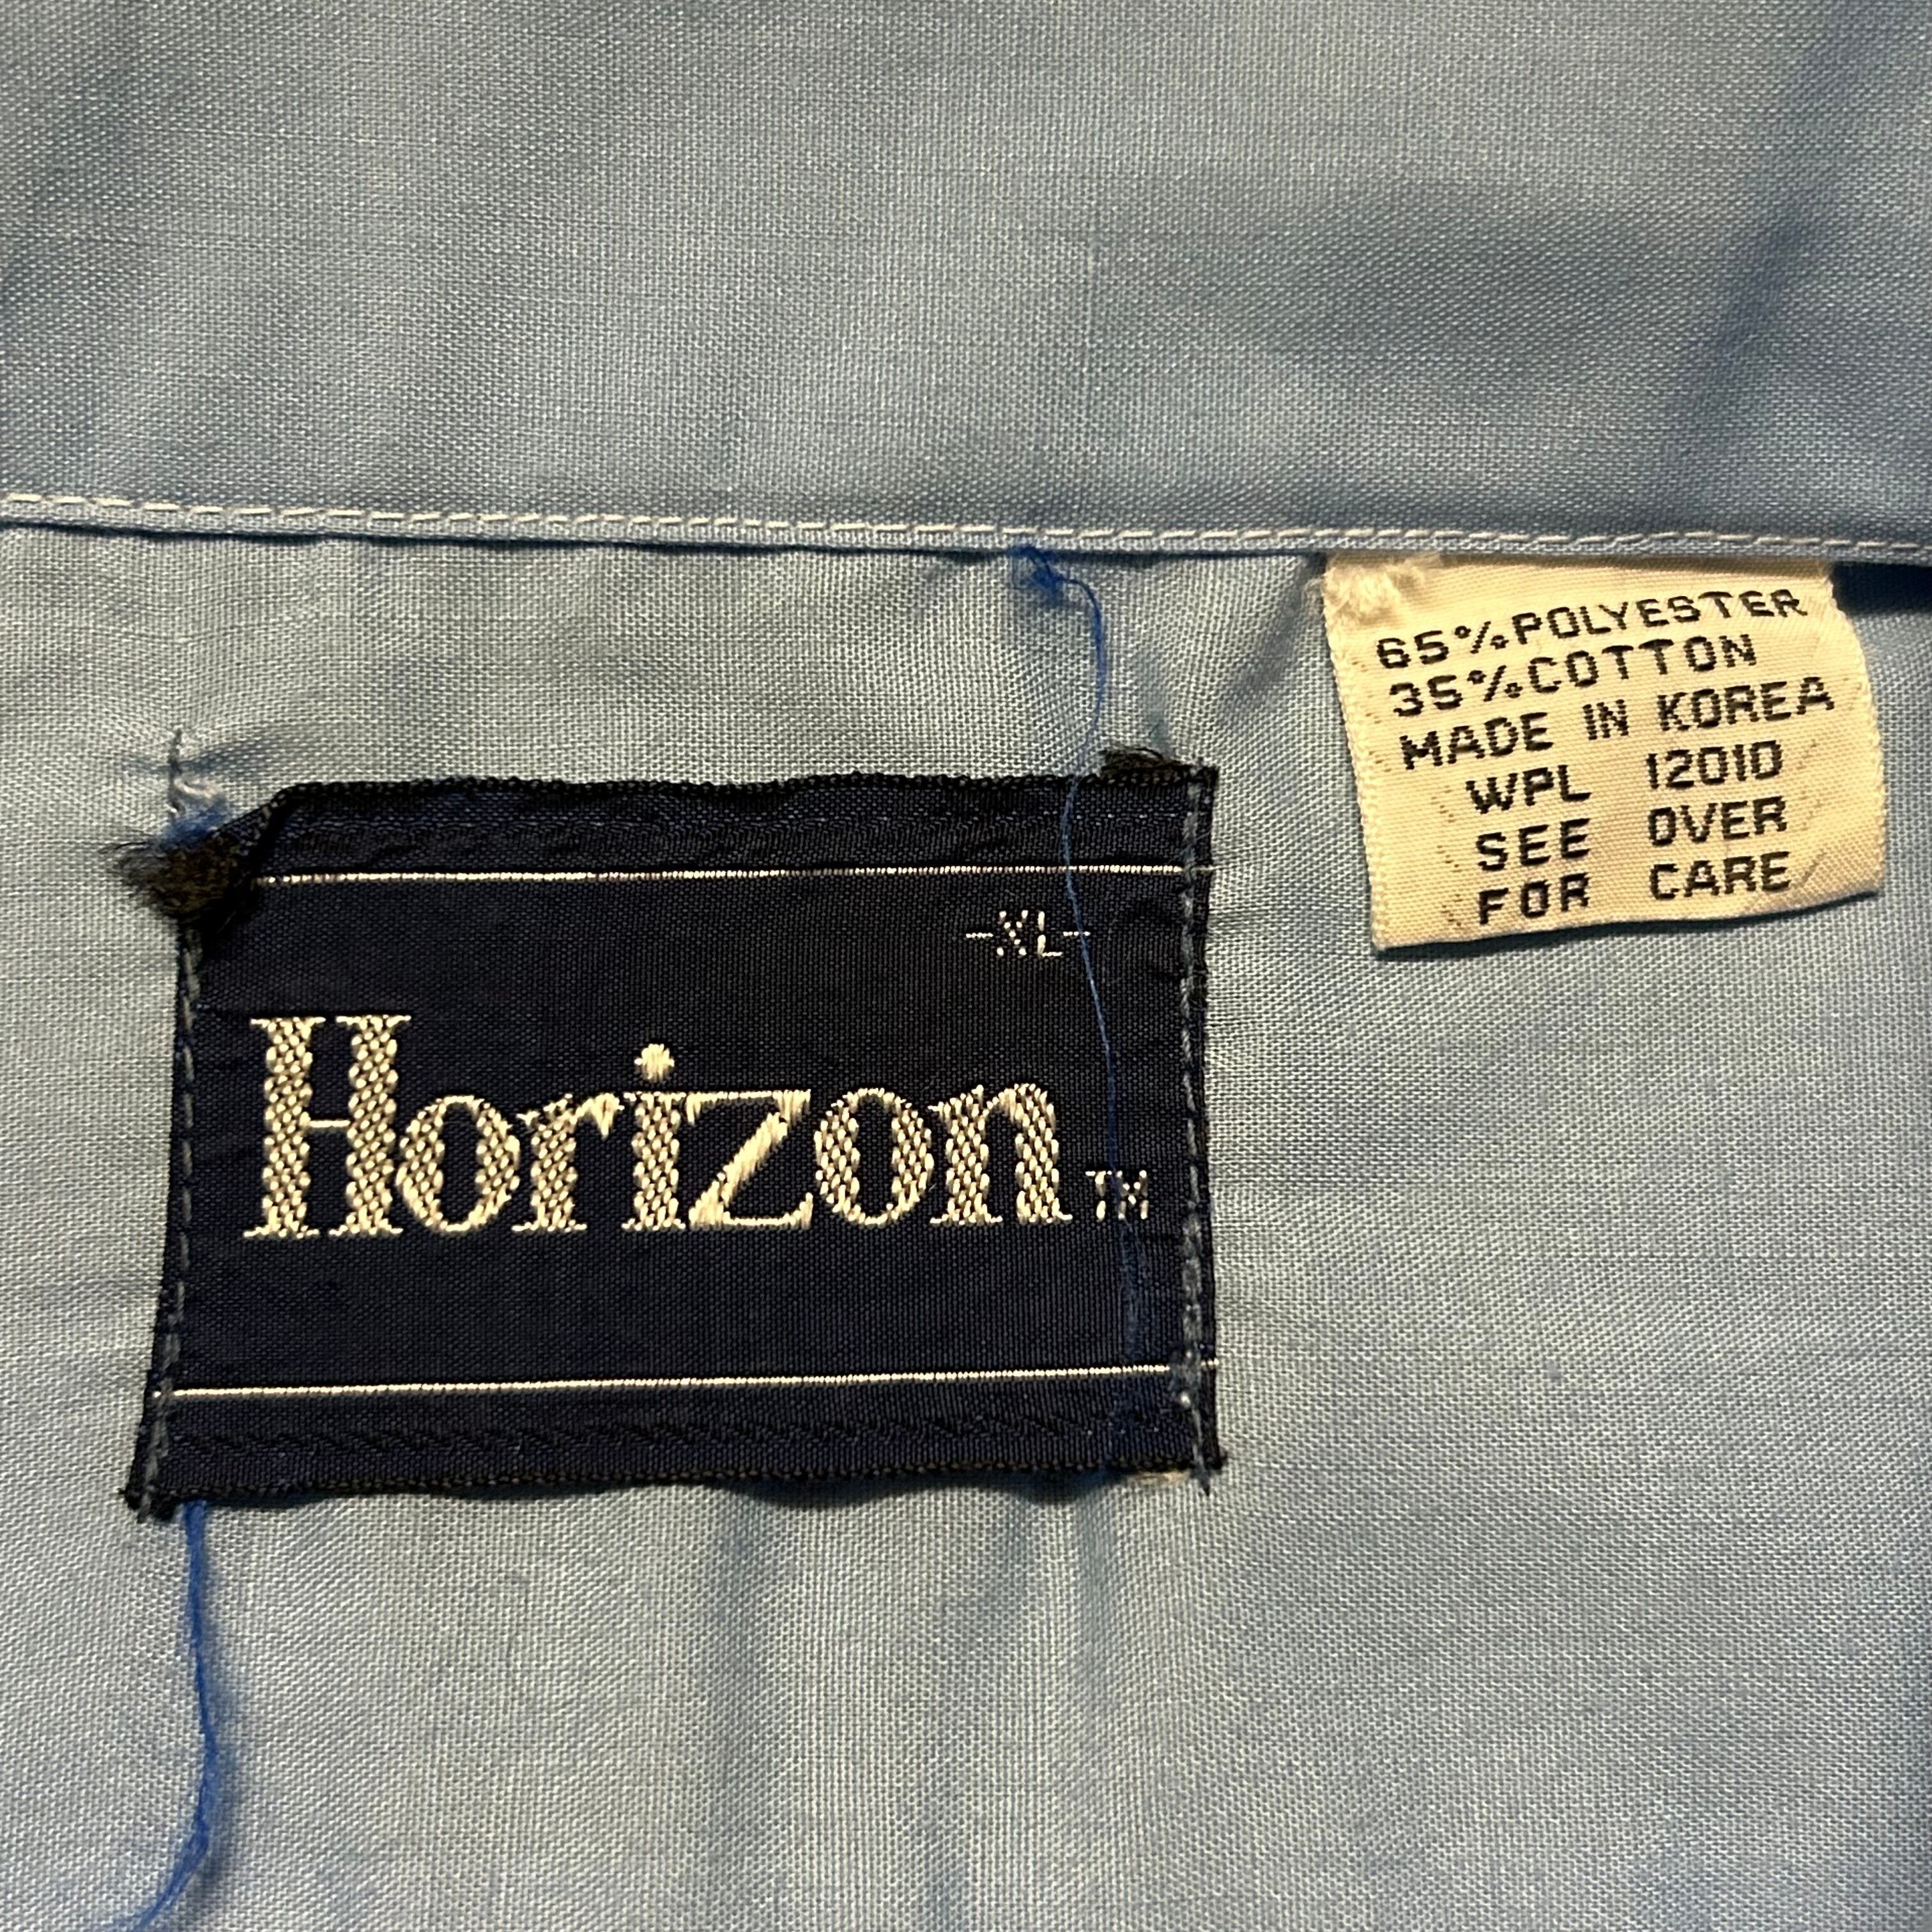 -XL-
Horizon TM
65% POLYESTER
35% COTTON
MADE IN KOREA
WPL 12010
SEE OVER
FOR CARE